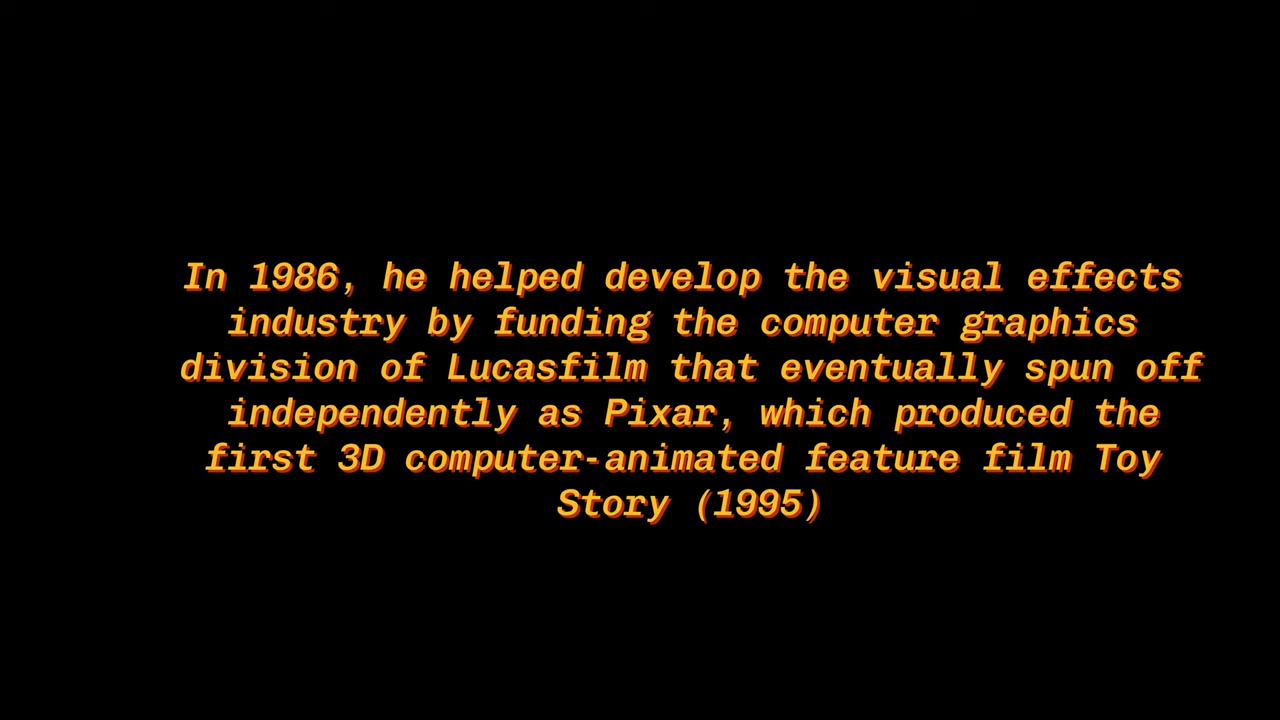 In 1986, he helped develop the visual effects
industry by funding the computer graphics
division of Lucasfilm that eventually spun off
independently as Pixar, which produced the
first 3D computer-animated feature film Toy
Story (1995)